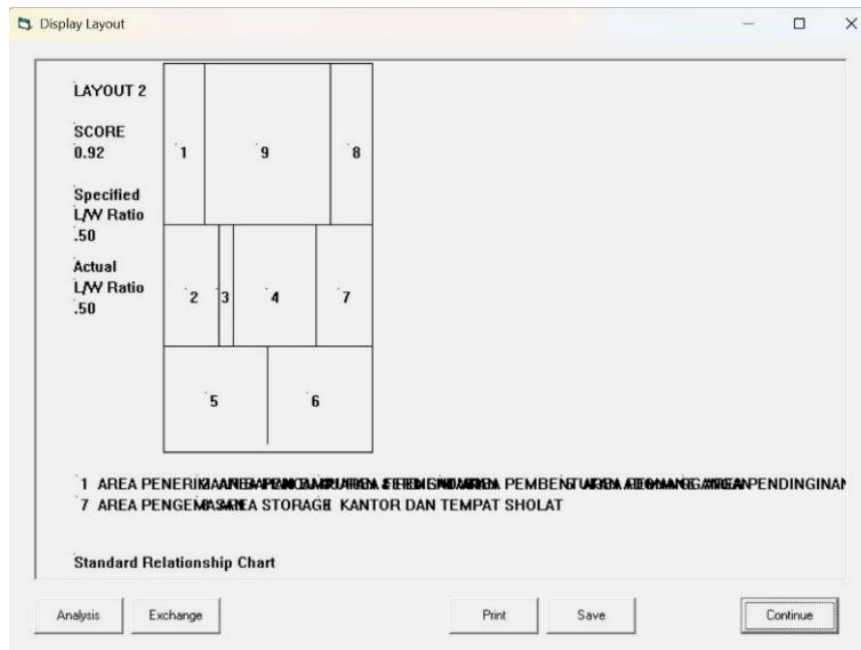 Display Layout
LAYOUT 2
SCORE
0.92
Specified
L/W Ratio
.50
Actual
L/W Ratio
.50
1 9 8
2 3 4 7
5 6
1 AREA PEMBENTUKAN PENDINGINAN
7 AREA STORAGE KANTOR DAN TEMPAT SHOLAT
Standard Relationship Chart
Analysis Exchange Print Save Continue